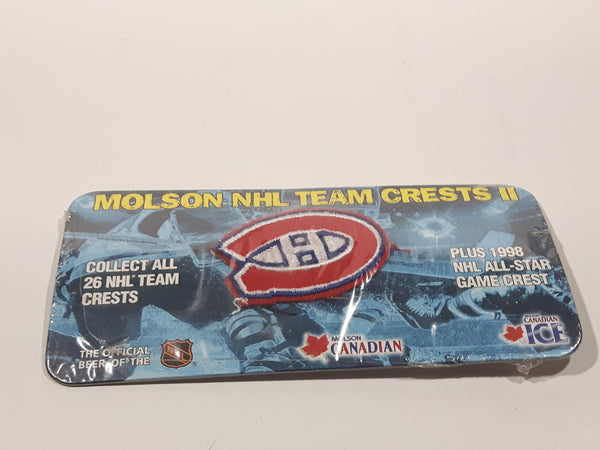 MOLSON NHL TEAM CRESTS II
COLLECT ALL
26 NHL® TEAM
CRESTS
PLUS 1998
NHL ALL-STAR
GAME CREST
THE OFFICIAL
BEER OF THE
NHL
MOLSON
CANADIAN
CANADIAN
ICE